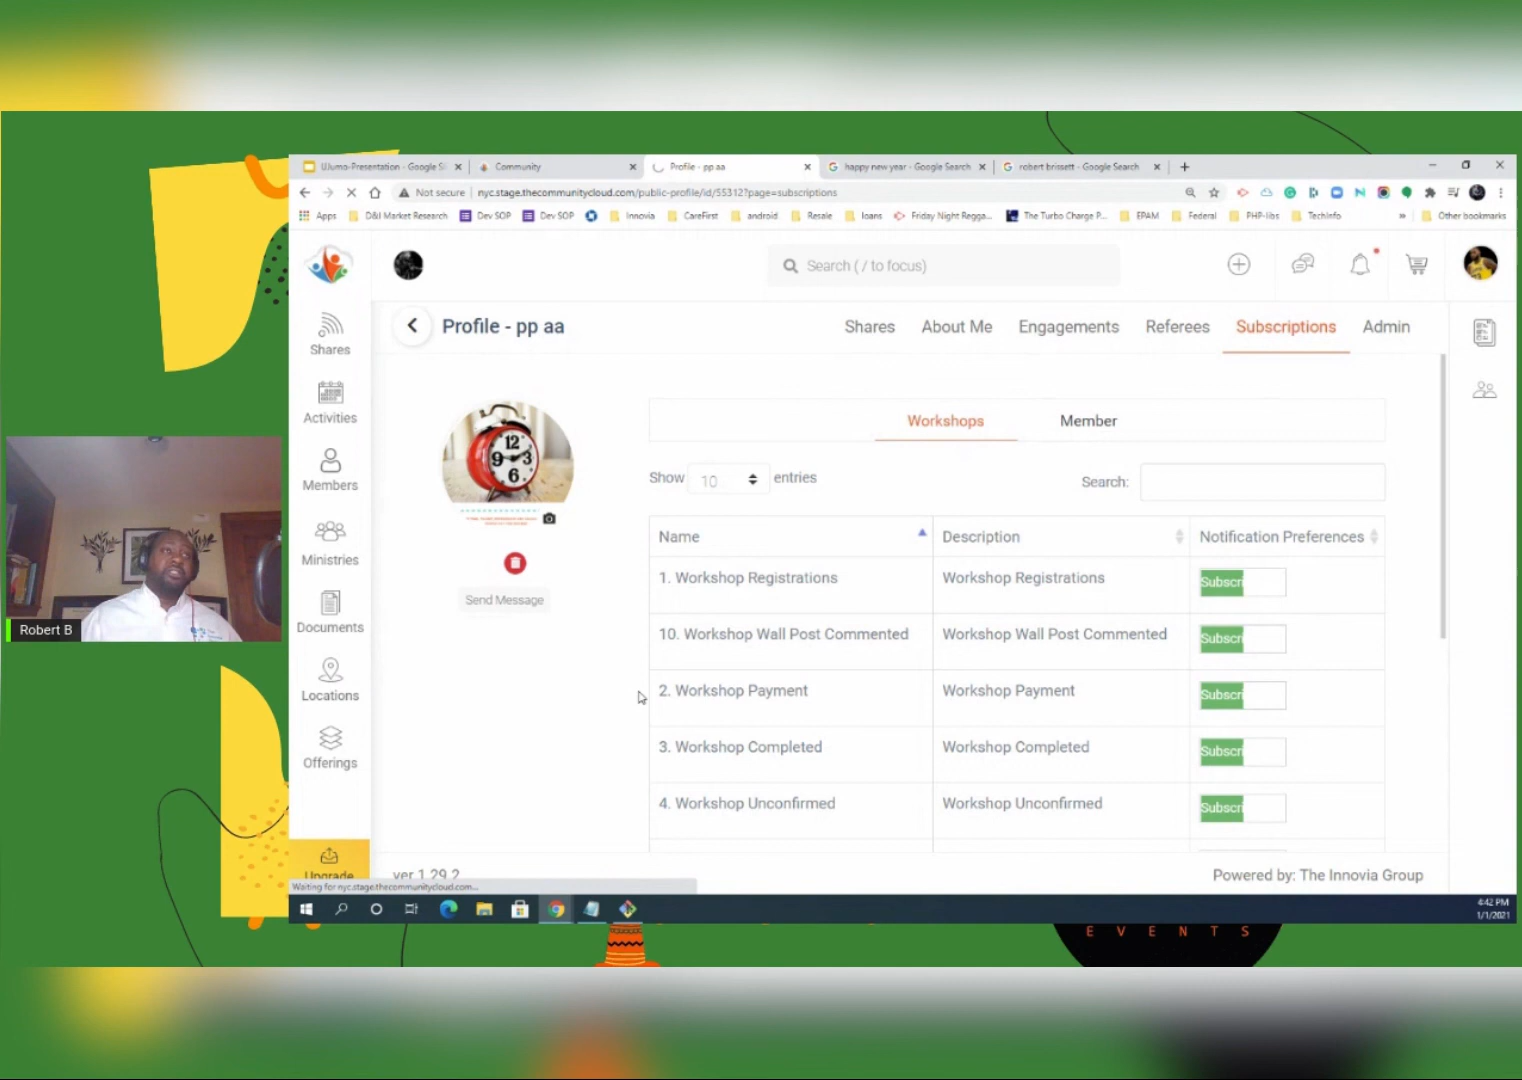 Ujuma-Presentation - Google Sl
Community
Profile - pp aa
happy new year - Google Search
robert brissett - Google Search
Not secure
nyc.stage.thecommunitycloud.com/public-profile/id/55312?page=subscriptions
Apps
D&I Market Research
Dev SOP
Dev SOP
Innovia
CareFirst
android
Resale
loans
Friday Night Regga...
The Turbo Charge P...
EPAM
Federal
PHP-libs
TechInfo
Other bookmarks
Search ( / to focus)
Profile - pp aa
Shares
About Me
Engagements
Referees
Subscriptions
Admin
Shares
Activities
Members
Ministries
Documents
Locations
Offerings
Upgrade
Send Message
Workshops
Member
Show 10 entries
Search:
Name
Description
Notification Preferences
1. Workshop Registrations
Workshop Registrations
Subscri
10. Workshop Wall Post Commented
Workshop Wall Post Commented
Subscri
2. Workshop Payment
Workshop Payment
Subscri
3. Workshop Completed
Workshop Completed
Subscri
4. Workshop Unconfirmed
Workshop Unconfirmed
Subscri
12
9
3
6
Robert B
ver 1.29.2
Powered by: The Innovia Group
Waiting for nyc.stage.thecommunitycloud.com...
4:42 PM
1/1/2021
EVENTS